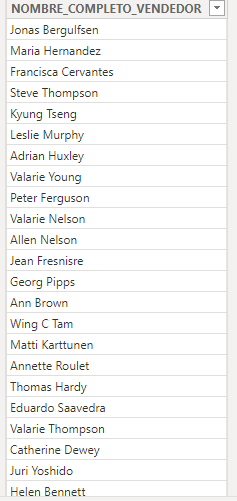 NOMBRE_COMPLETO_VENDEDOR
Jonas Bergulfsen
Maria Hernandez
Francisca Cervantes
Steve Thompson
Kyung Tseng
Leslie Murphy
Adrian Huxley
Valarie Young
Peter Ferguson
Valarie Nelson
Allen Nelson
Jean Fresnisre
Georg Pipps
Ann Brown
Wing C Tam
Matti Karttunen
Annette Roulet
Thomas Hardy
Eduardo Saavedra
Valarie Thompson
Catherine Dewey
Juri Yoshido
Helen Bennett